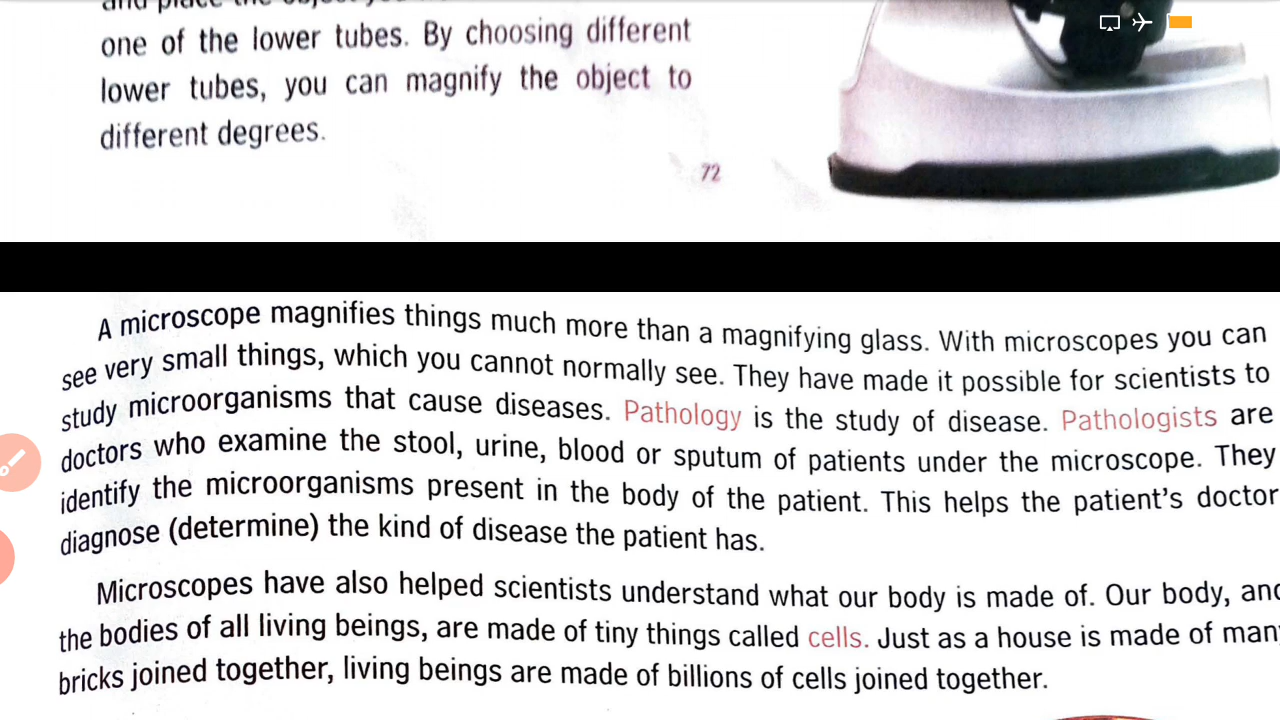 one of the lower tubes. By choosing different
lower tubes, you can magnify the object to
different degrees.
72
A microscope magnifies things much more than a magnifying glass. With microscopes you can
see very small things, which you cannot normally see. They have made it possible for scientists to
study microorganisms that cause diseases. Pathology is the study of disease. Pathologists are
doctors who examine the stool, urine, blood or sputum of patients under the microscope. They
identify the microorganisms present in the body of the patient. This helps the patient's doctor
diagnose (determine) the kind of disease the patient has.
Microscopes have also helped scientists understand what our body is made of. Our body, and
the bodies of all living beings, are made of tiny things called cells. Just as a house is made of many
bricks joined together, living beings are made of billions of cells joined together.